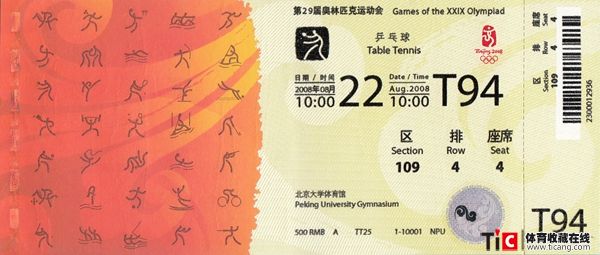 第29届奥林匹克运动会 Games of the XXIX Olympiad
乒乓球
Table Tennis
Beijing 2008
日期 / 时间 Date / Time
2008年08月 22 Aug.2008 T94
10:00 10:00
区 排 座席
Section Row Seat
109 4 4
北京大学体育馆
Peking University Gymnasium
500 RMB A TT25 1-10001 NPU
区 排 座席
Section Row Seat
109 4 4
2300012936
T94
TiC 体育收藏在线
www.ticang.com